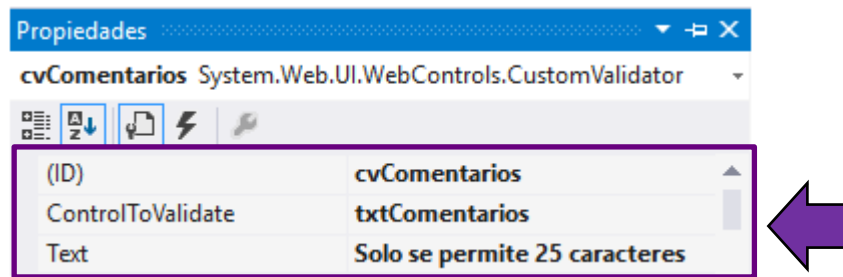 Propiedades
cvComentarios System.Web.UI.WebControls.CustomValidator
(ID) cvComentarios
ControlToValidate txtComentarios
Text Solo se permite 25 caracteres